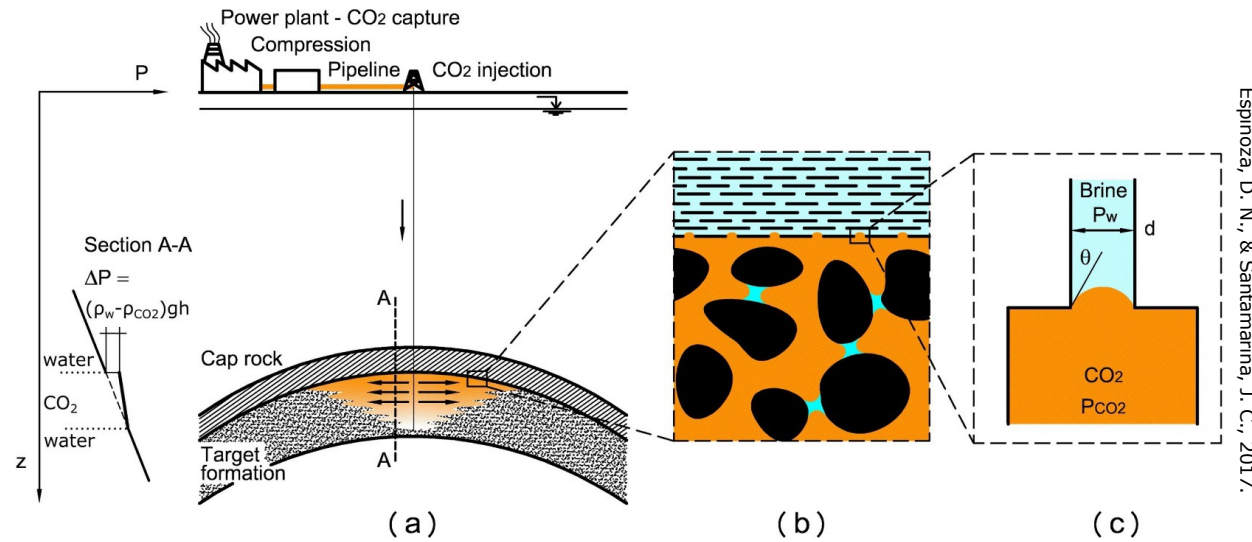 Power plant - CO2 capture
Compression
P
Pipeline
CO2 injection
Section A-A
ΔP =
(ρw-ρCO2)gh
water
CO2
water
z
A
Cap rock
Target
formation
A
(a)
(b)
Brine
Pw
d
θ
CO2
PCO2
(c)
Espinoza, D. N., & Santamarina, J. C., 2017.